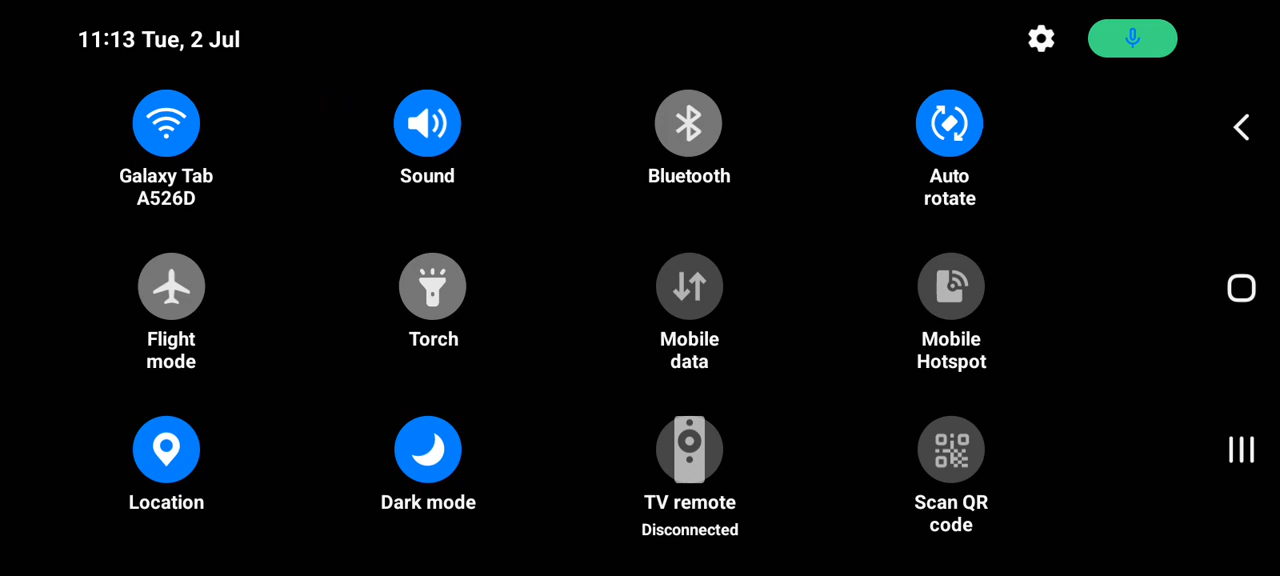 11:13 Tue, 2 Jul
Galaxy Tab
A526D
Sound
Bluetooth
Auto
rotate
Flight
mode
Torch
Mobile
data
Mobile
Hotspot
Location
Dark mode
TV remote
Disconnected
Scan QR
code